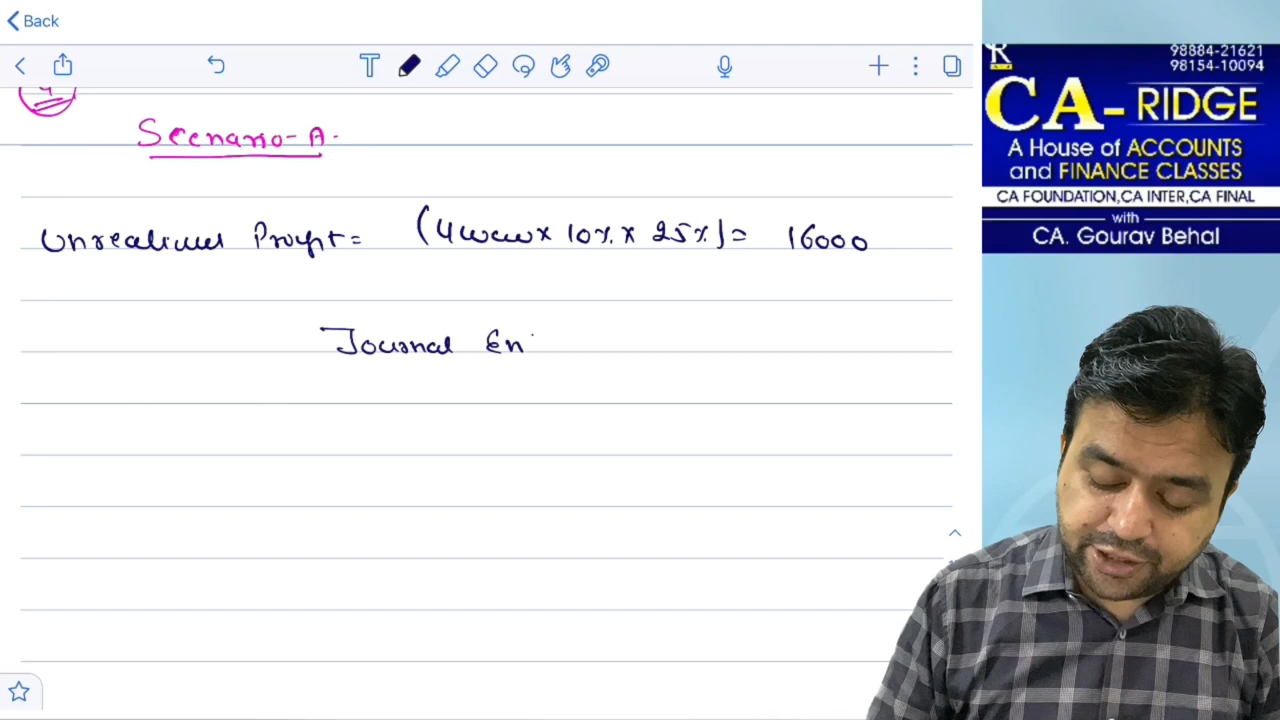 Back
98884-21621
98154-10094
CA-RIDGE
A House of ACCOUNTS
and FINANCE CLASSES
CA FOUNDATION,CA INTER,CA FINAL
with
CA. Gourav Behal
4
Scenario-A.
Unrealised Profit = (400000 x 10% x 25%) = 16000
Journal En